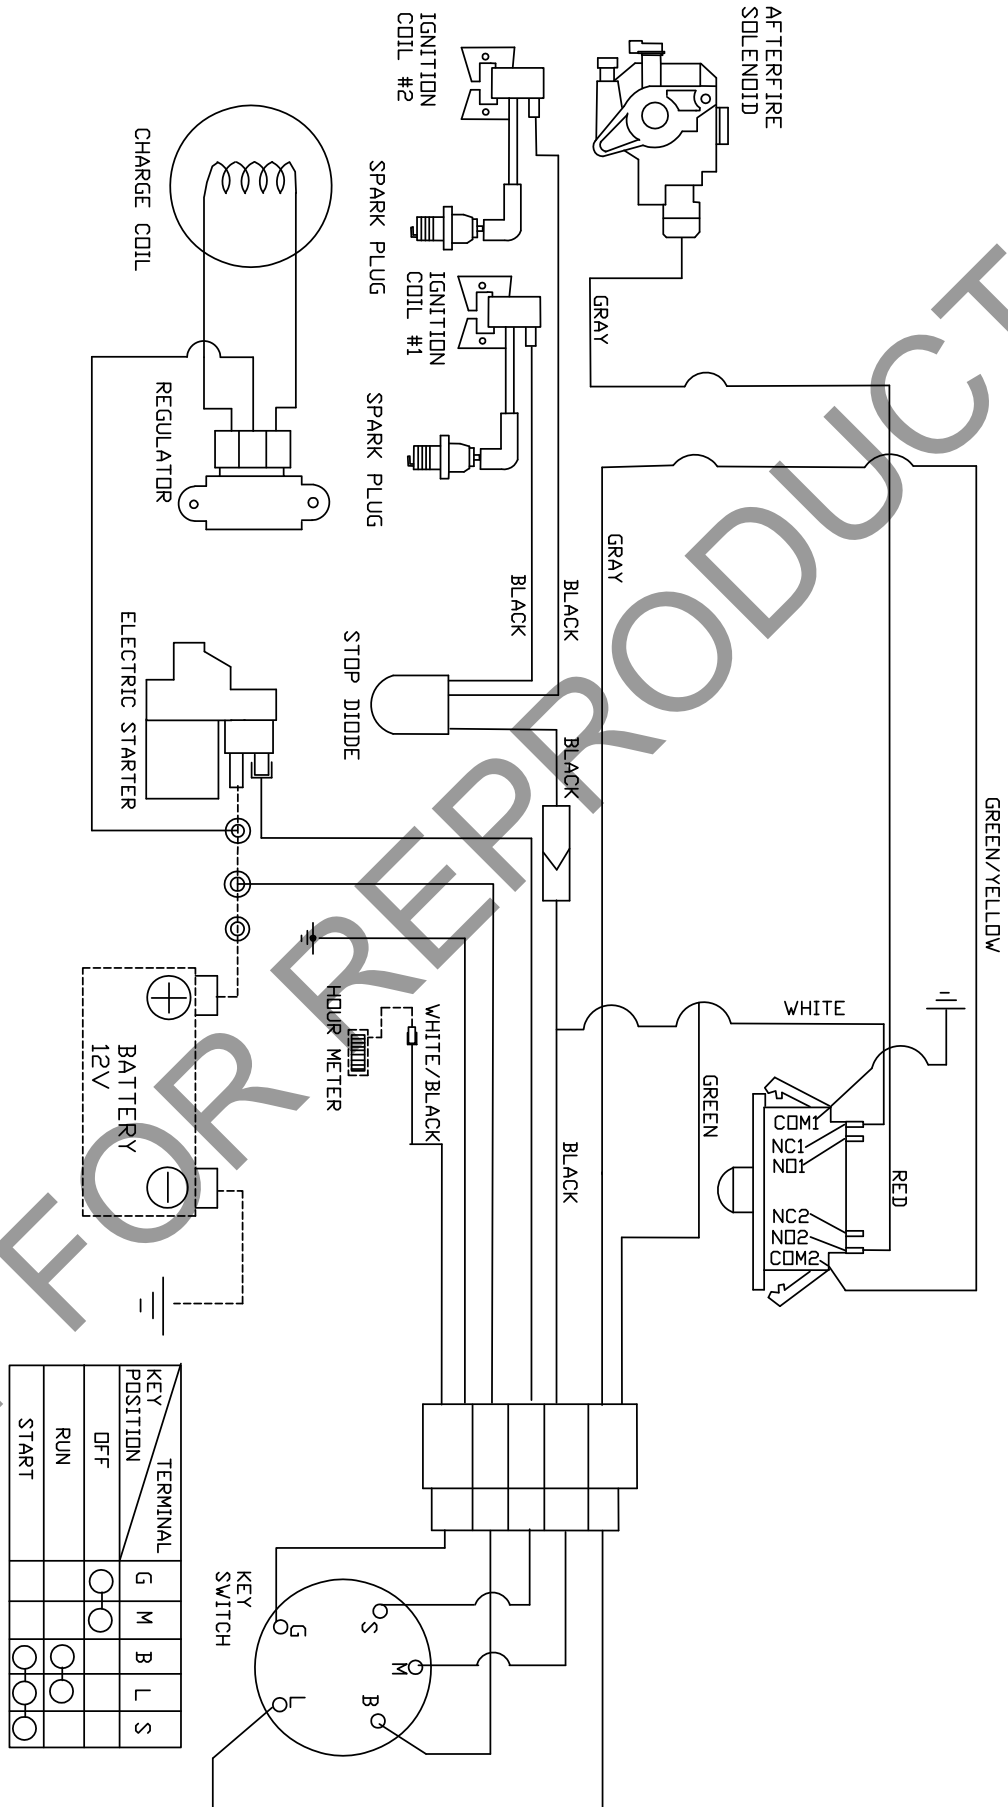 AFTERFIRE
SOLENOID
IGNITION
COIL #2
SPARK PLUG
CHARGE COIL
IGNITION
COIL #1
SPARK PLUG
REGULATOR
GRAY
GRAY
BLACK
BLACK
STOP DIODE
ELECTRIC STARTER
BLACK
GREEN/YELLOW
WHITE
WHITE/BLACK
HOUR METER
BATTERY
12V
GREEN
BLACK
RED
COM1
NC1
NO1
NC2
NO2
COM2
KEY
SWITCH
G
S
M
B
L
TERMINAL
KEY
POSITION
G M B L S
OFF
RUN
START
FOR REPRODUCT